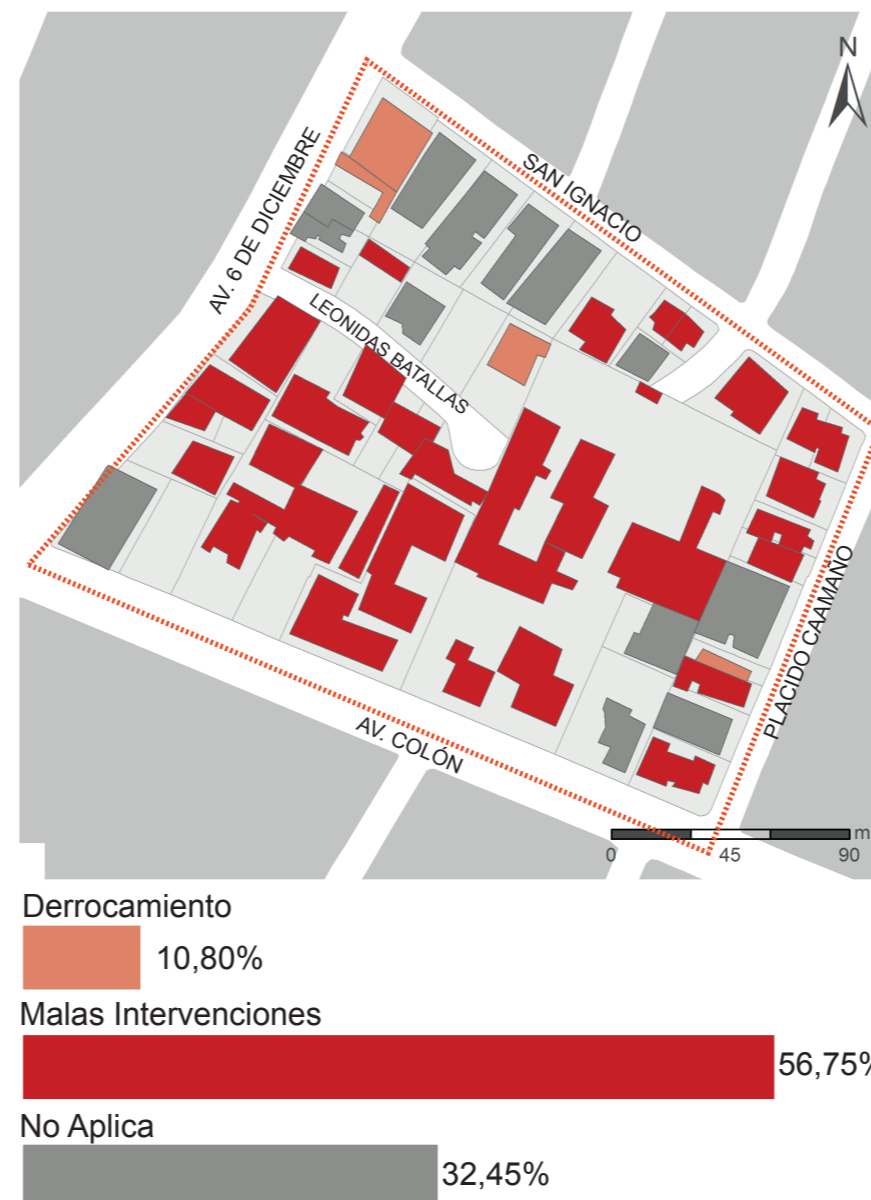 N
SAN IGNACIO
AV. 6 DE DICIEMBRE
LEONIDAS BATALLAS
PLACIDO CAAMAÑO
AV. COLÓN
m
0 45 90
Derrocamiento
10,80%
Malas Intervenciones
56,75%
No Aplica
32,45%